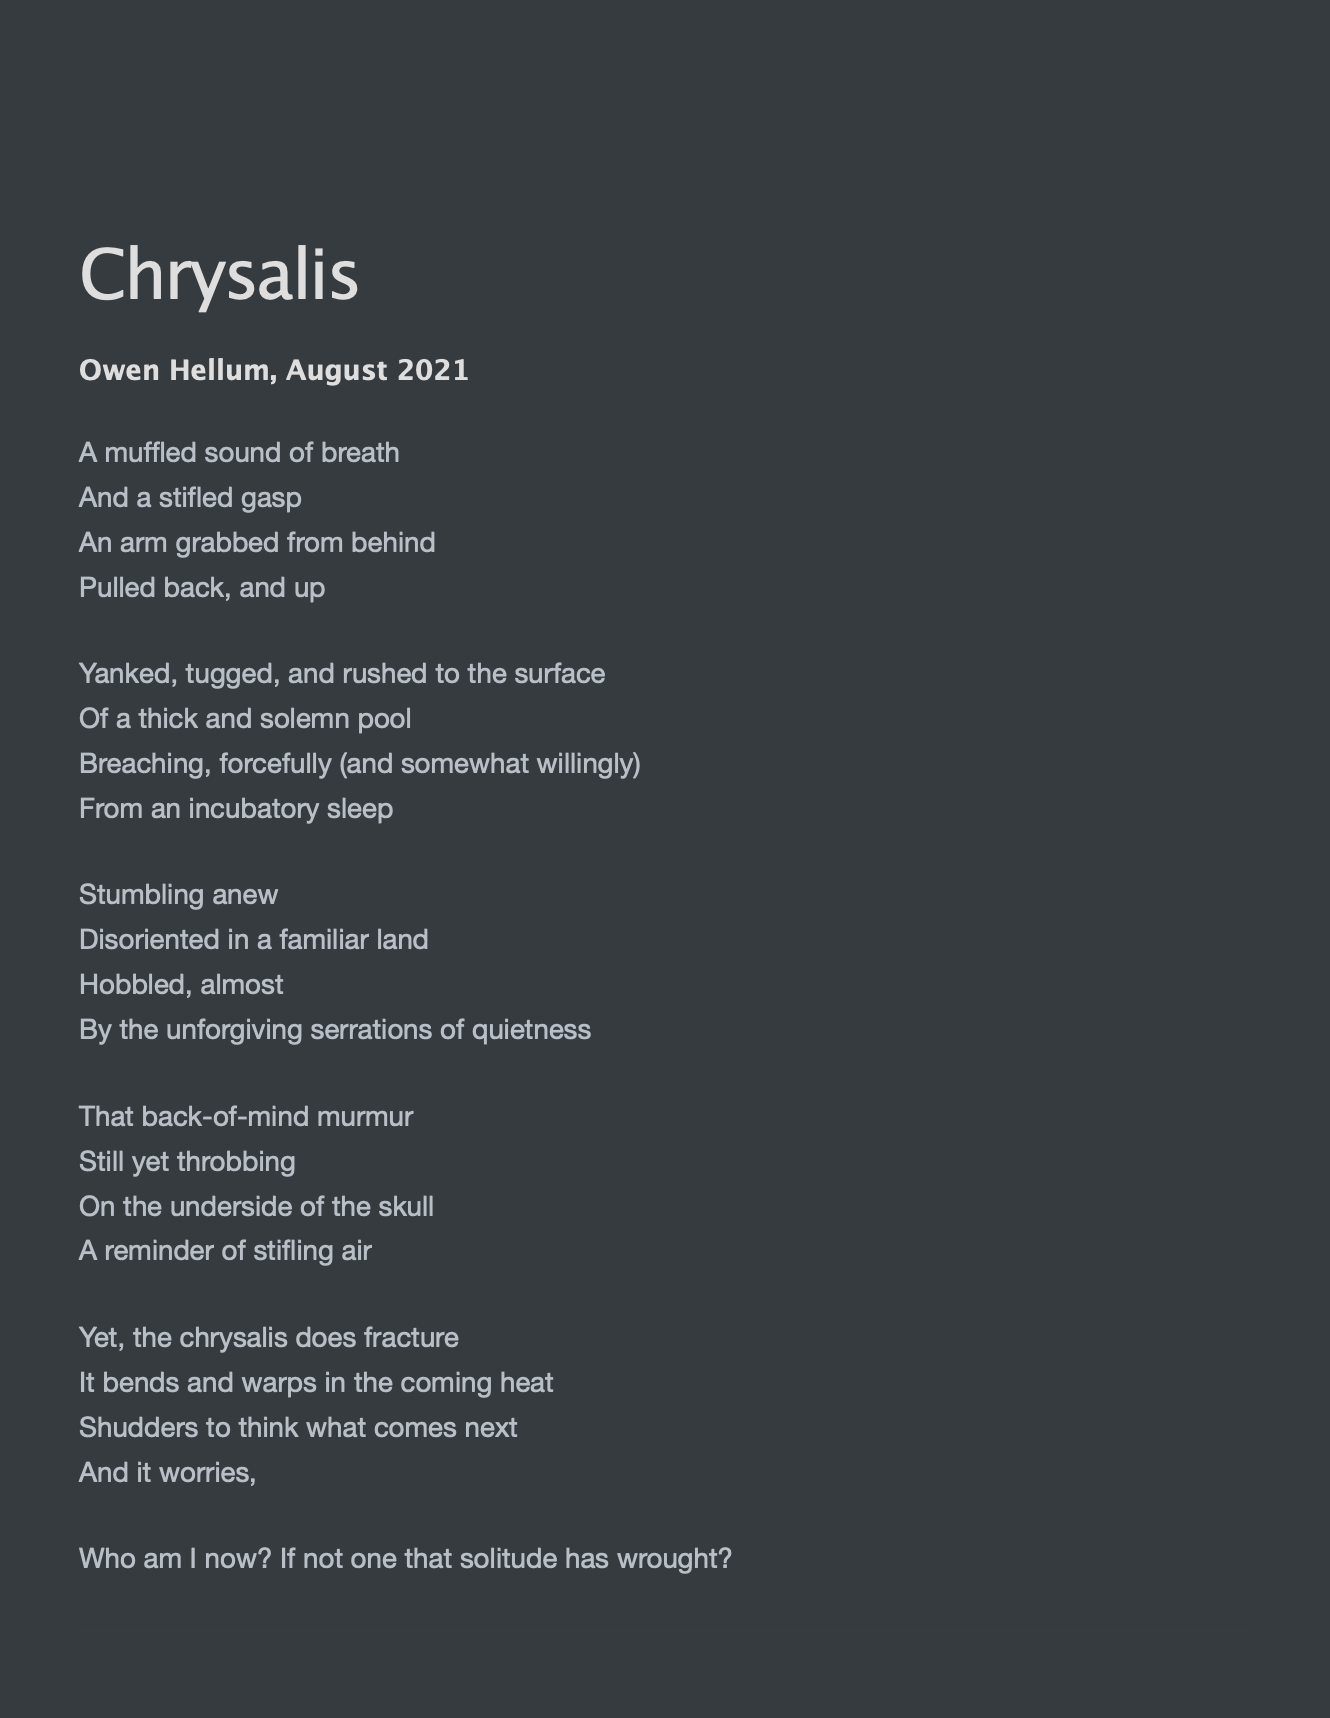 Chrysalis
Owen Hellum, August 2021
A muffled sound of breath
And a stifled gasp
An arm grabbed from behind
Pulled back, and up
Yanked, tugged, and rushed to the surface
Of a thick and solemn pool
Breaching, forcefully (and somewhat willingly)
From an incubatory sleep
Stumbling anew
Disoriented in a familiar land
Hobbled, almost
By the unforgiving serrations of quietness
That back-of-mind murmur
Still yet throbbing
On the underside of the skull
A reminder of stifling air
Yet, the chrysalis does fracture
It bends and warps in the coming heat
Shudders to think what comes next
And it worries,
Who am I now? If not one that solitude has wrought?